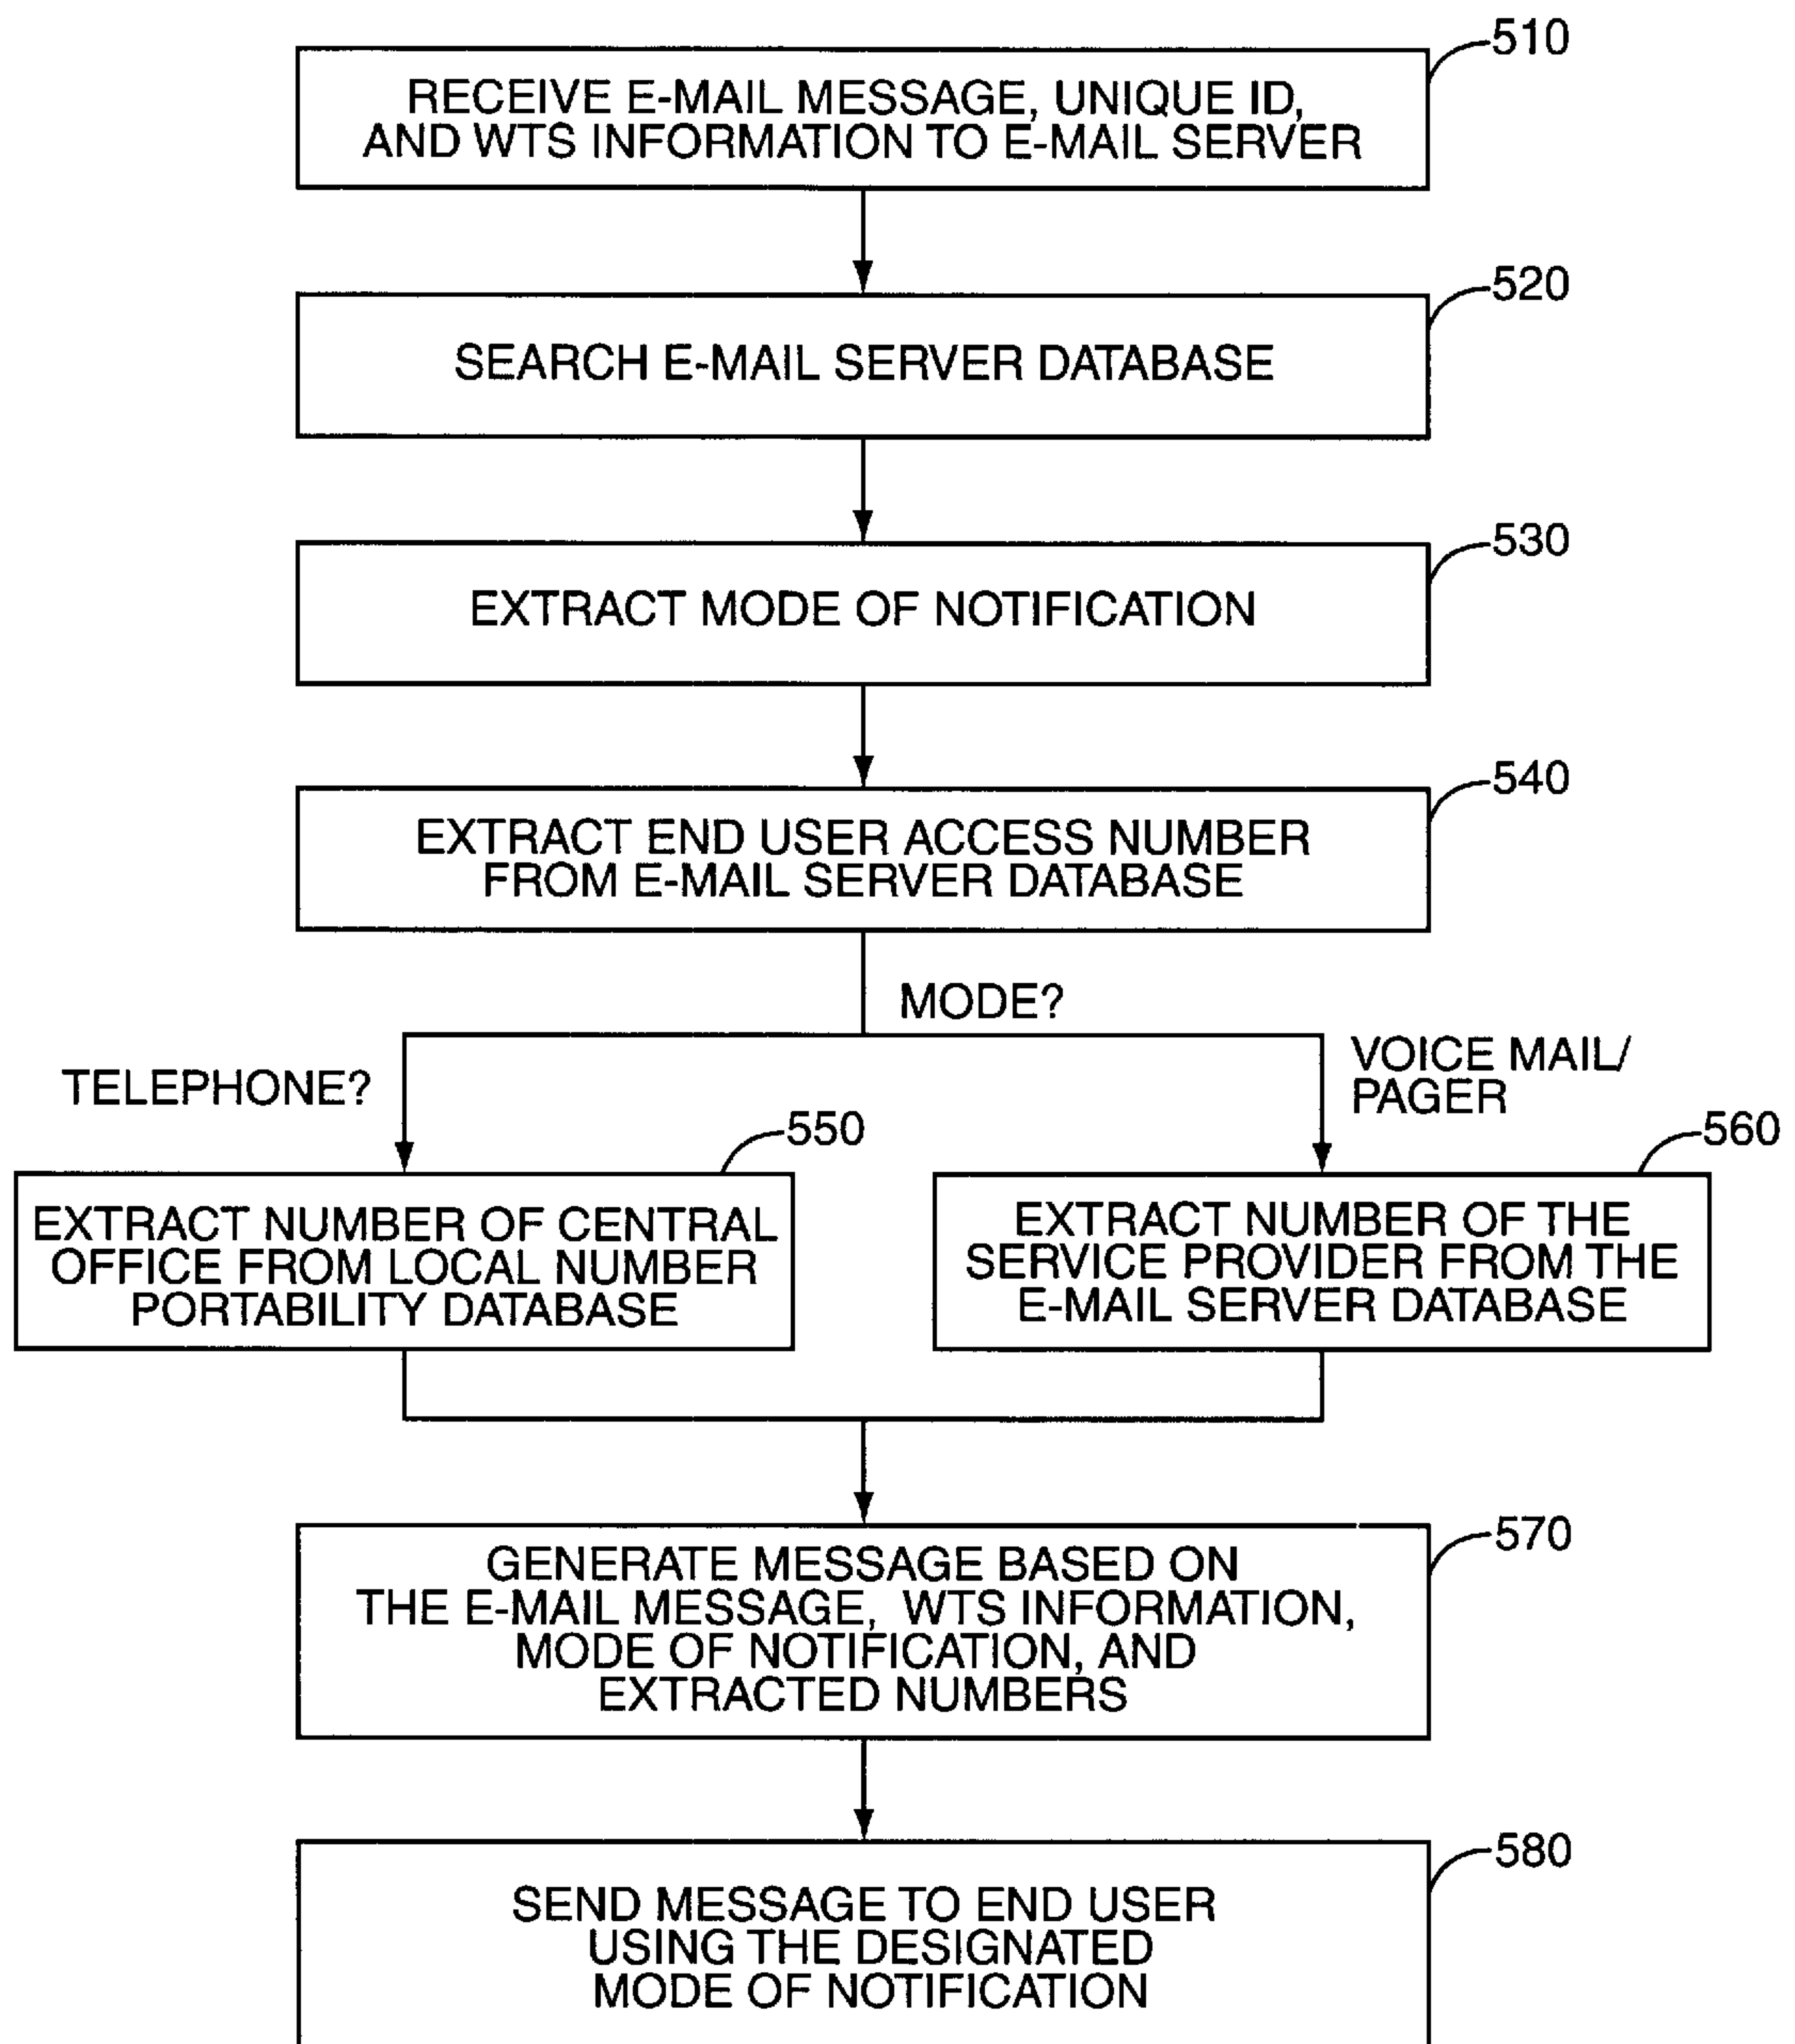 510
RECEIVE E-MAIL MESSAGE, UNIQUE ID,
AND WTS INFORMATION TO E-MAIL SERVER
520
SEARCH E-MAIL SERVER DATABASE
530
EXTRACT MODE OF NOTIFICATION
540
EXTRACT END USER ACCESS NUMBER
FROM E-MAIL SERVER DATABASE
MODE?
TELEPHONE?
VOICE MAIL/
PAGER
550
EXTRACT NUMBER OF CENTRAL
OFFICE FROM LOCAL NUMBER
PORTABILITY DATABASE
560
EXTRACT NUMBER OF THE
SERVICE PROVIDER FROM THE
E-MAIL SERVER DATABASE
570
GENERATE MESSAGE BASED ON
THE E-MAIL MESSAGE, WTS INFORMATION,
MODE OF NOTIFICATION, AND
EXTRACTED NUMBERS
580
SEND MESSAGE TO END USER
USING THE DESIGNATED
MODE OF NOTIFICATION